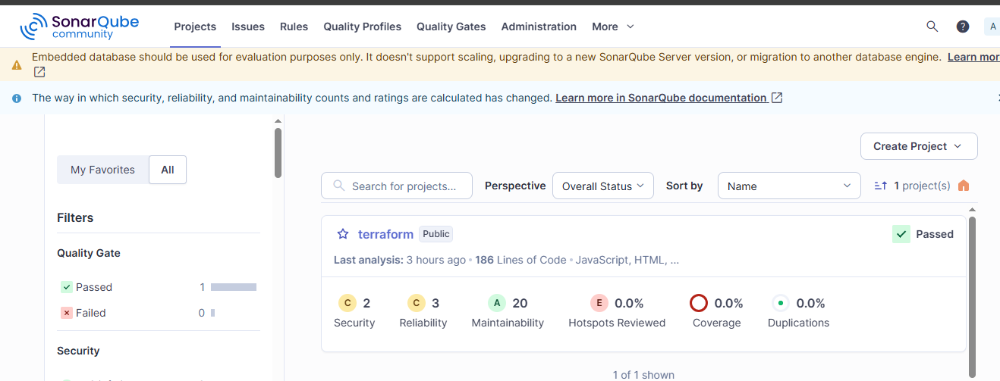 SonarQube
community
Projects Issues Rules Quality Profiles Quality Gates Administration More
A
Embedded database should be used for evaluation purposes only. It doesn't support scaling, upgrading to a new SonarQube Server version, or migration to another database engine. Learn mor
The way in which security, reliability, and maintainability counts and ratings are calculated has changed. Learn more in SonarQube documentation
Create Project
My Favorites All
Search for projects... Perspective Overall Status Sort by Name 1 project(s)
Filters
Quality Gate
Passed 1
Failed 0
Security
terraform Public Passed
Last analysis: 3 hours ago • 186 Lines of Code • JavaScript, HTML, ...
C 2 C 3 A 20 E 0.0% 0.0% 0.0%
Security Reliability Maintainability Hotspots Reviewed Coverage Duplications
1 of 1 shown